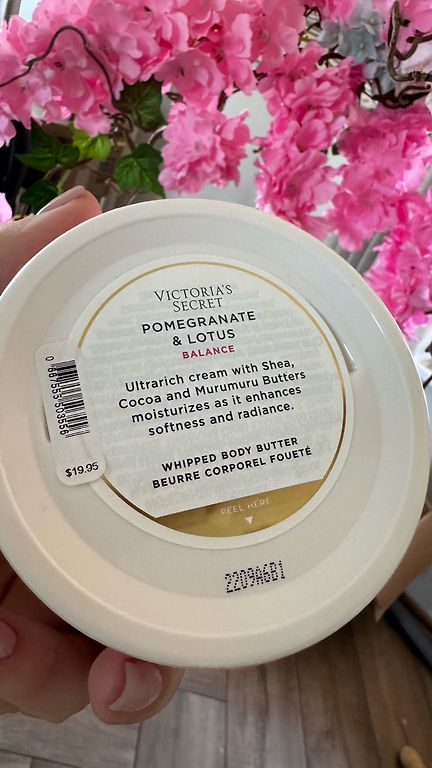 VICTORIA'S
SECRET
POMEGRANATE
& LOTUS
BALANCE
Ultrarich cream with Shea,
Cocoa and Murumuru Butters
moisturizes as it enhances
softness and radiance.
WHIPPED BODY BUTTER
BEURRE CORPOREL FOUETÉ
PEEL HERE
$19.95
2209A6B1